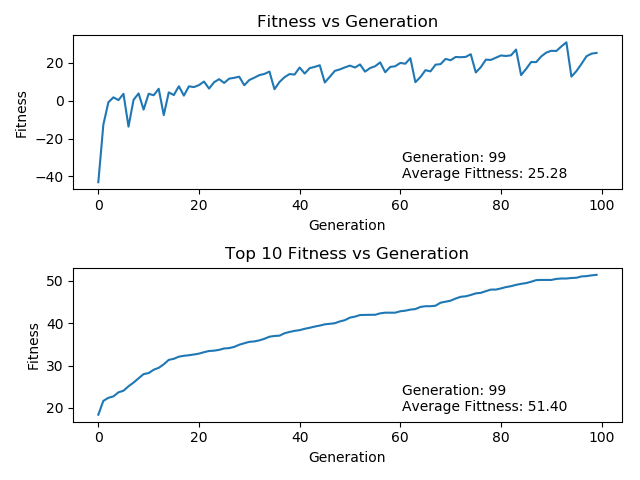 Fitness vs Generation
20
0
−20
−40
Fitness
Generation: 99
Average Fittness: 25.28
0 20 40 60 80 100
Generation
Top 10 Fitness vs Generation
50
40
30
20
Fitness
Generation: 99
Average Fittness: 51.40
0 20 40 60 80 100
Generation